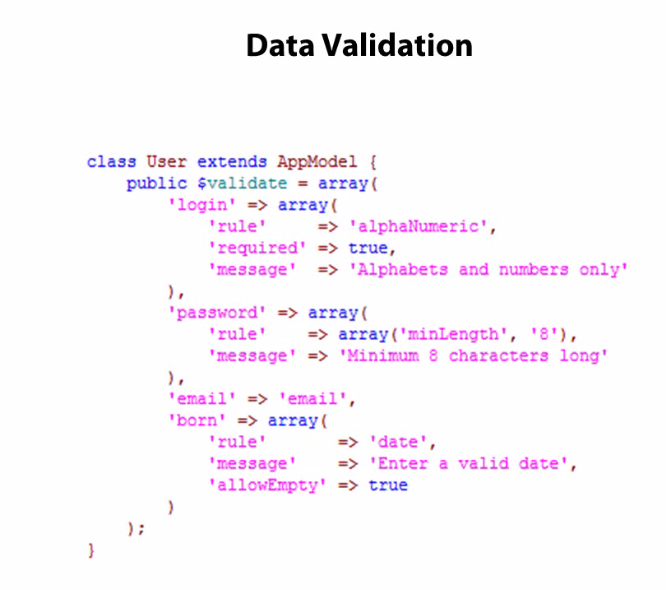 Data Validation
class User extends AppModel {
    public $validate = array(
        'login' => array(
            'rule'     => 'alphaNumeric',
            'required' => true,
            'message'  => 'Alphabets and numbers only'
        ),
        'password' => array(
            'rule'    => array('minLength', '8'),
            'message' => 'Minimum 8 characters long'
        ),
        'email' => 'email',
        'born' => array(
            'rule'       => 'date',
            'message'    => 'Enter a valid date',
            'allowEmpty' => true
        )
    );
}